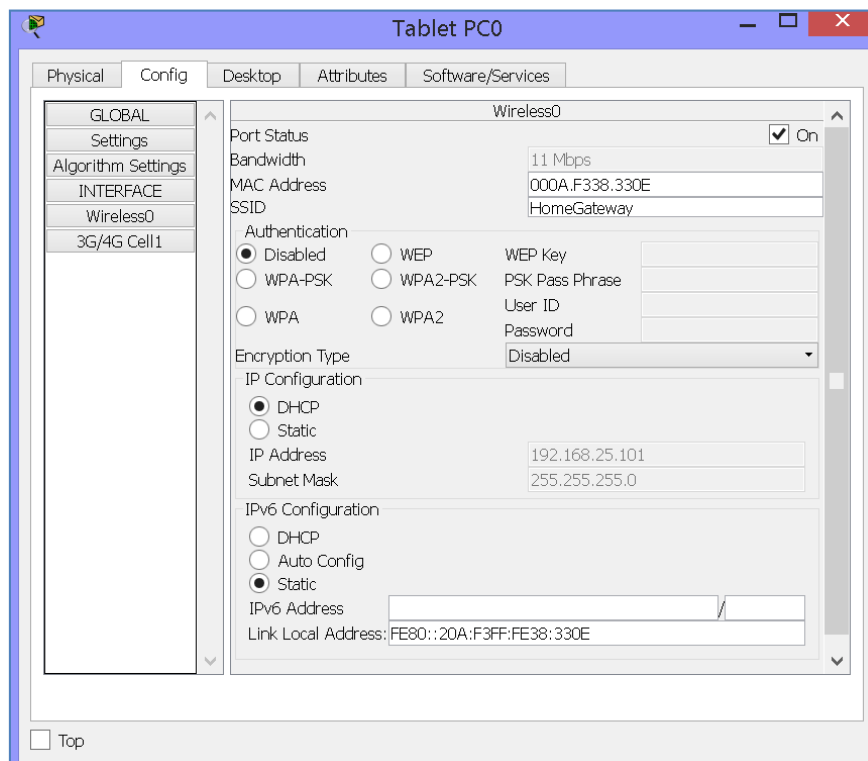 Tablet PC0
Physical Config Desktop Attributes Software/Services
GLOBAL
Settings
Algorithm Settings
INTERFACE
Wireless0
3G/4G Cell1
Wireless0
Port Status On
Bandwidth 11 Mbps
MAC Address 000A.F338.330E
SSID HomeGateway
Authentication
Disabled WEP WEP Key
WPA-PSK WPA2-PSK PSK Pass Phrase
User ID
WPA WPA2
Password
Encryption Type Disabled
IP Configuration
DHCP
Static
IP Address 192.168.25.101
Subnet Mask 255.255.255.0
IPv6 Configuration
DHCP
Auto Config
Static
IPv6 Address /
Link Local Address: FE80::20A:F3FF:FE38:330E
Top